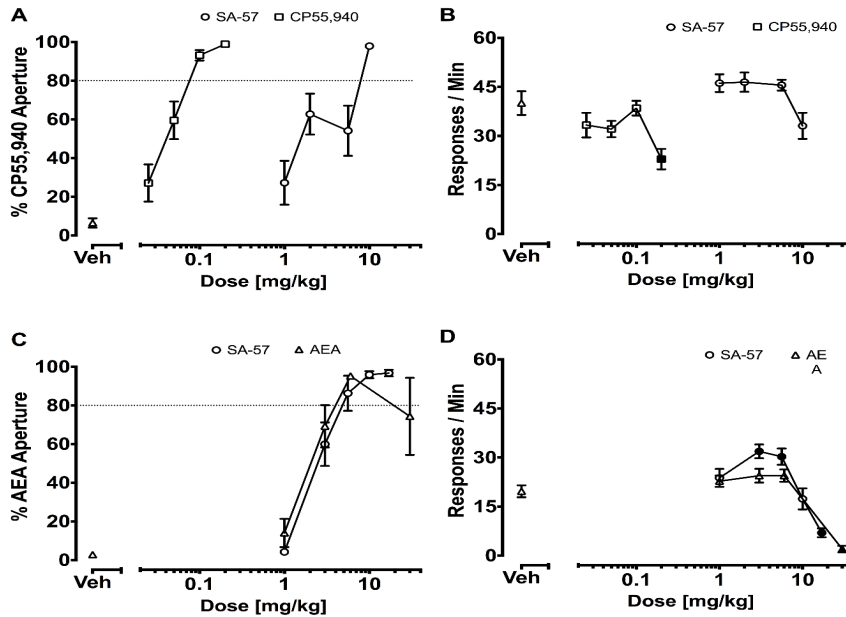 A
SA-57 CP55,940
% CP55,940 Aperture
100
80
60
40
20
0
Veh 0.1 1 10
Dose [mg/kg]
B
SA-57 CP55,940
Responses / Min
60
45
30
15
0
Veh 0.1 1 10
Dose [mg/kg]
C
SA-57 AEA
% AEA Aperture
100
80
60
40
20
0
Veh 0.1 1 10
Dose [mg/kg]
D
SA-57 AE
A
Responses / Min
60
45
30
15
0
Veh 0.1 1 10
Dose [mg/kg]